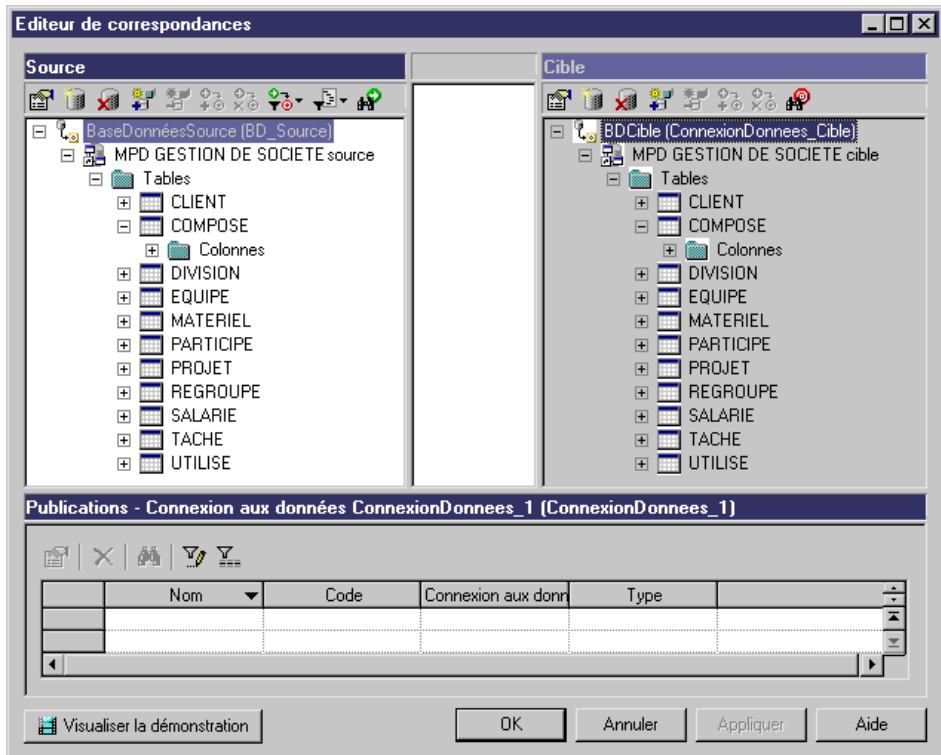 Editeur de correspondances
Source
BaseDonnéesSource (BD_Source)
MPD GESTION DE SOCIETE source
Tables
CLIENT
COMPOSE
Colonnes
DIVISION
EQUIPE
MATERIEL
PARTICIPE
PROJET
REGROUPE
SALARIE
TACHE
UTILISE
Cible
BDCible (ConnexionDonnees_Cible)
MPD GESTION DE SOCIETE cible
Tables
CLIENT
COMPOSE
Colonnes
DIVISION
EQUIPE
MATERIEL
PARTICIPE
PROJET
REGROUPE
SALARIE
TACHE
UTILISE
Publications - Connexion aux données ConnexionDonnees_1 (ConnexionDonnees_1)
Nom Code Connexion aux donn Type
Visualiser la démonstration OK Annuler Appliquer Aide